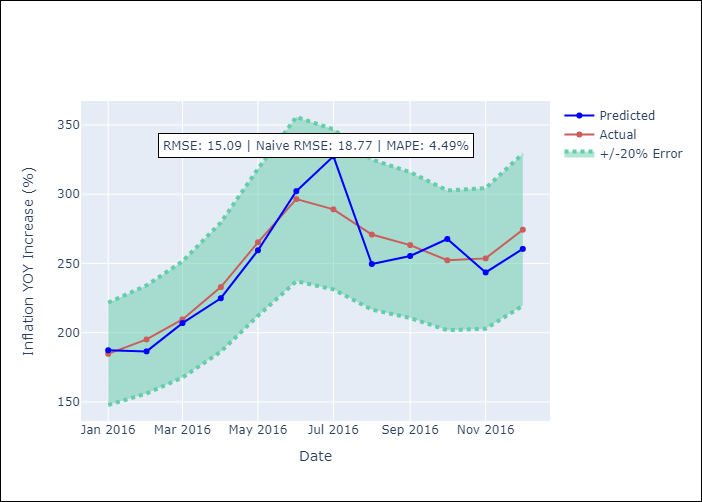 Predicted
Actual
+/-20% Error
RMSE: 15.09 | Naive RMSE: 18.77 | MAPE: 4.49%
Inflation YOY Increase (%)
350
300
250
200
150
Jan 2016
Mar 2016
May 2016
Jul 2016
Sep 2016
Nov 2016
Date